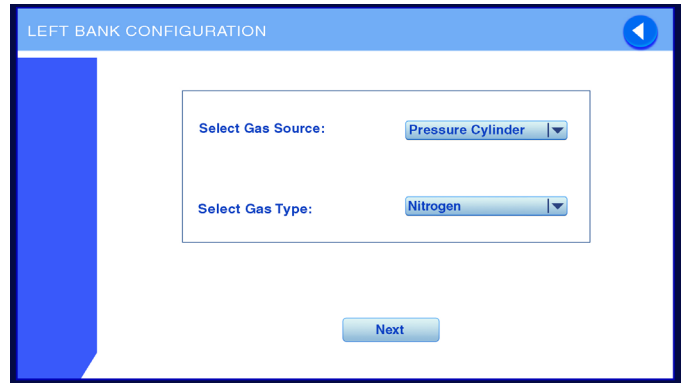 LEFT BANK CONFIGURATION
Select Gas Source: Pressure Cylinder
Select Gas Type: Nitrogen
Next